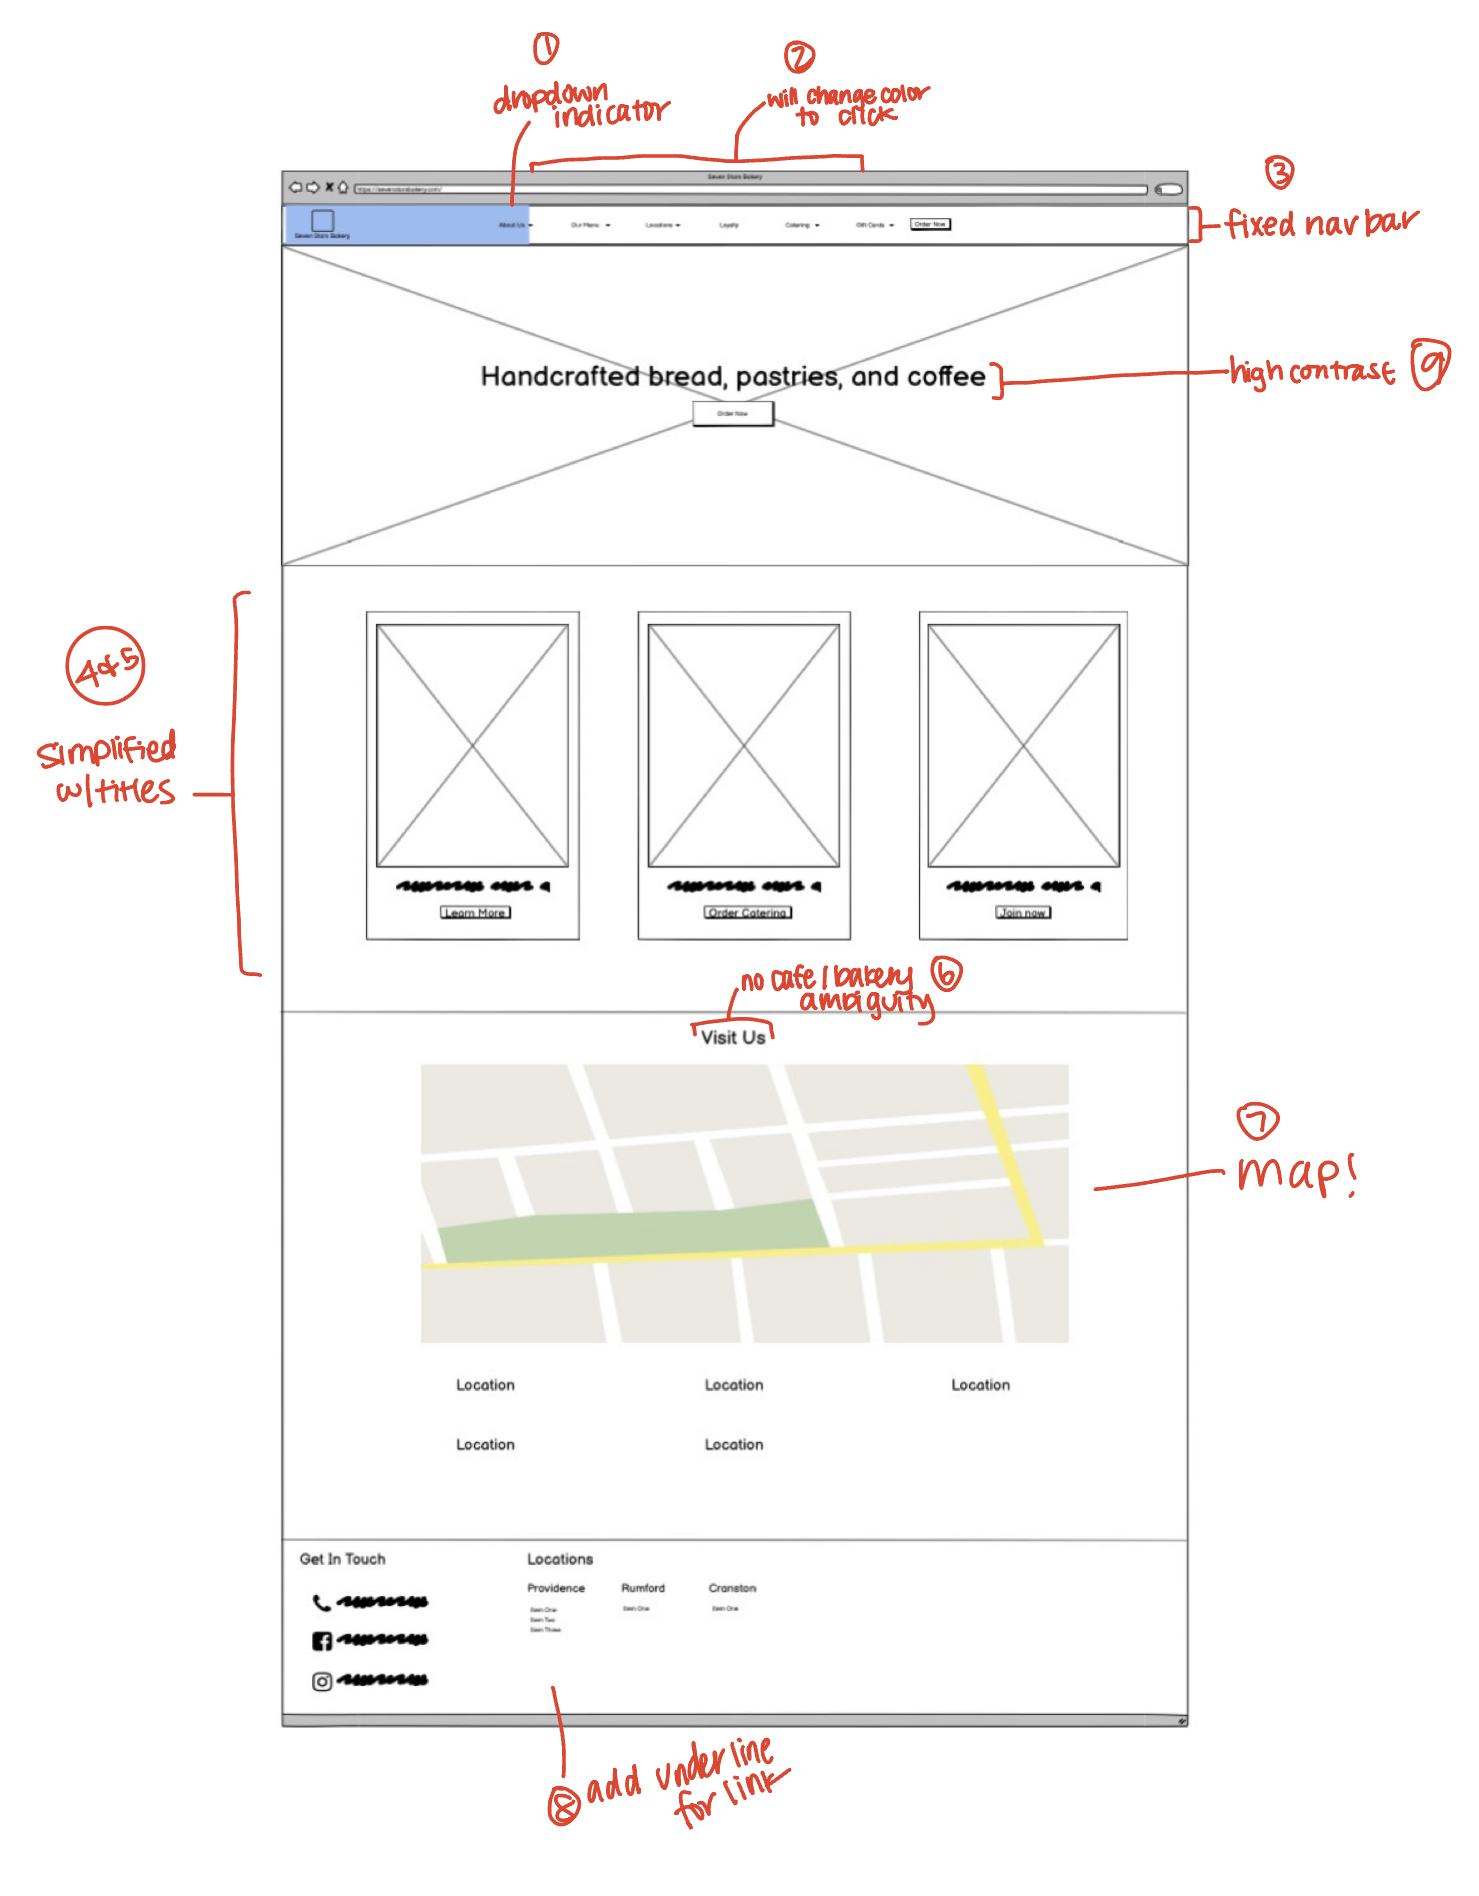 ①
dropdown
indicator
②
will change color
to click
③
fixed navbar
Seven Stars Bakery
https://sevenstarsbakery.com/
Seven Stars Bakery
About Us
Our Menu
Locations
Loyalty
Catering
Gift Cards
Order Now
Handcrafted bread, pastries, and coffee
Order Now
high contrast ⑨
4 & 5
simplified
w/titles
Learn More
Order Catering
Join now
no cafe/bakery ⑥
ambiguity
Visit Us
⑦
map!
Location
Location
Location
Location
Location
Get In Touch
Locations
Providence
Rumford
Cranston
Item One
Item Two
Item Three
Item One
Item One
⑧ add underline
for link